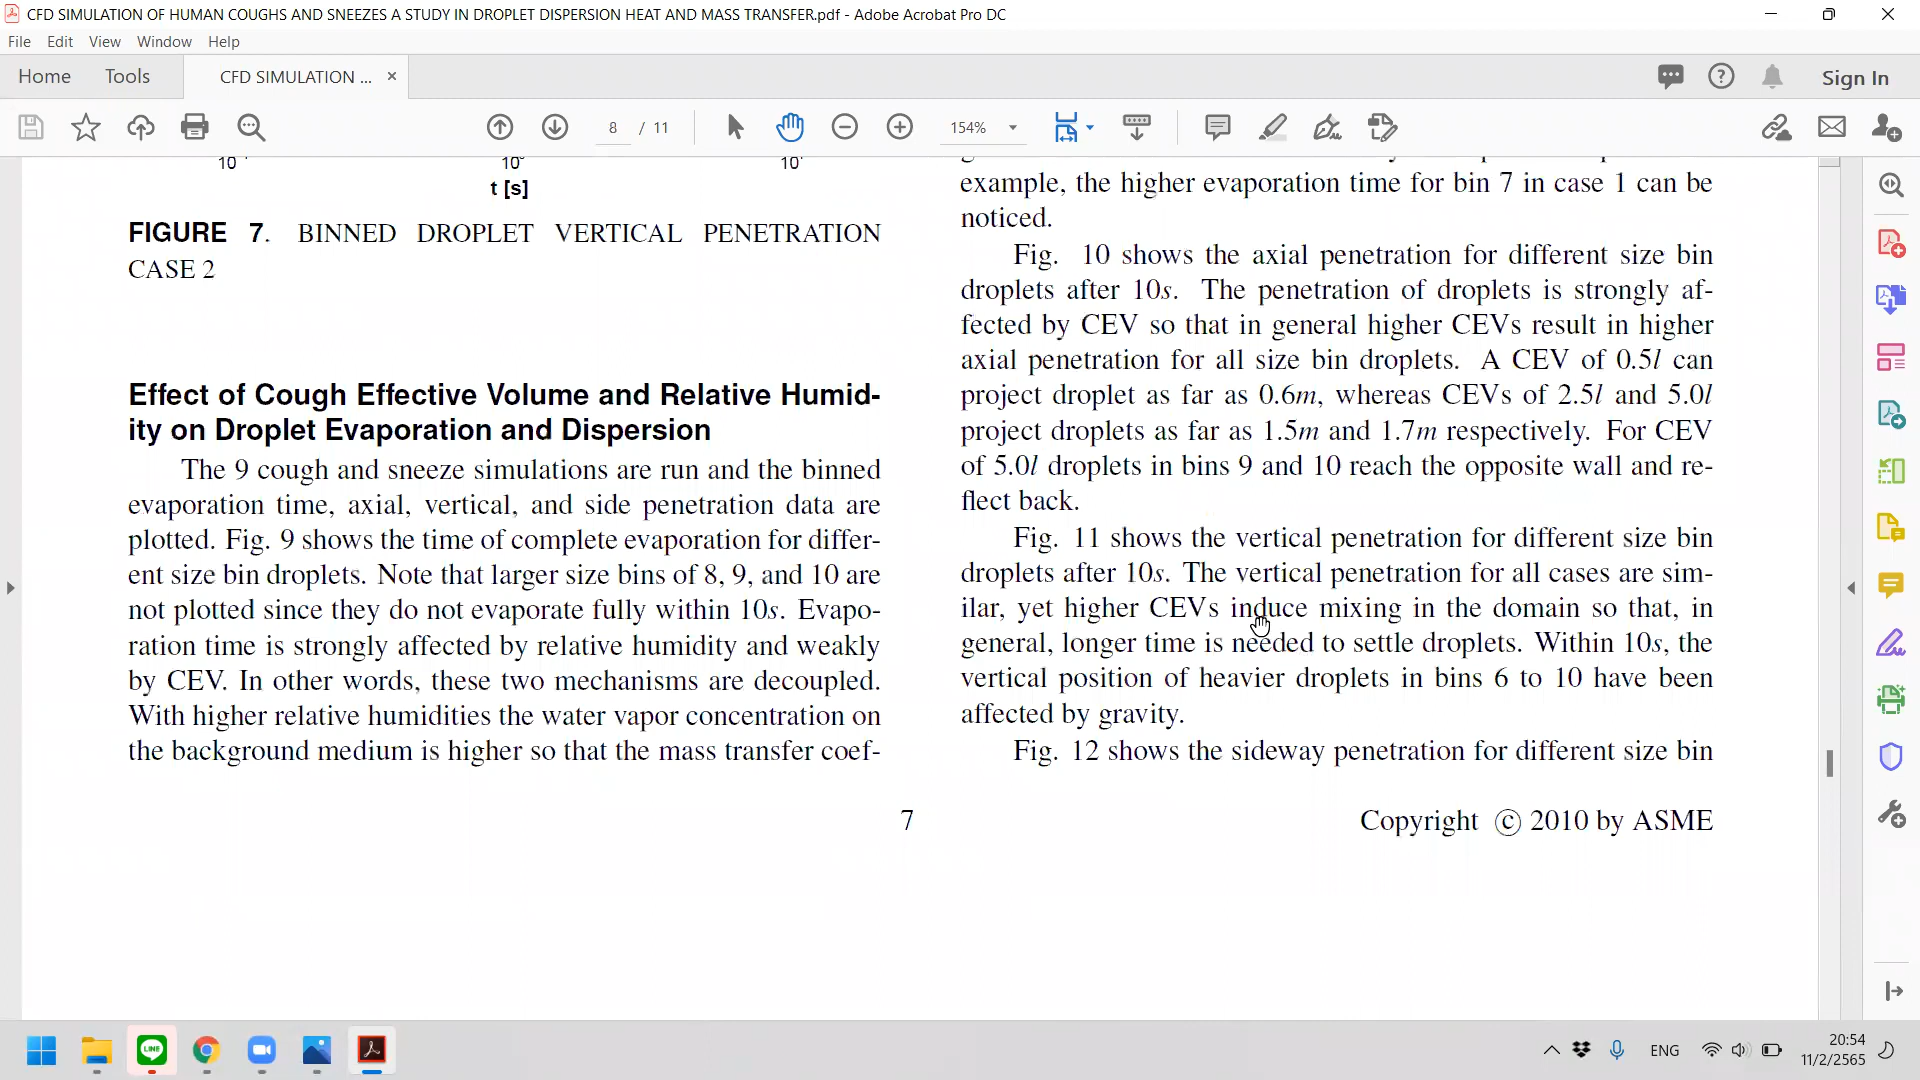 CFD SIMULATION OF HUMAN COUGHS AND SNEEZES A STUDY IN DROPLET DISPERSION HEAT AND MASS TRANSFER.pdf - Adobe Acrobat Pro DC
File Edit View Window Help
Home Tools CFD SIMULATION ... × Sign In
8 / 11 154%
10⁰ 10¹
t [s]
FIGURE 7. BINNED DROPLET VERTICAL PENETRATION
CASE 2
Effect of Cough Effective Volume and Relative Humid-
ity on Droplet Evaporation and Dispersion
The 9 cough and sneeze simulations are run and the binned
evaporation time, axial, vertical, and side penetration data are
plotted. Fig. 9 shows the time of complete evaporation for differ-
ent size bin droplets. Note that larger size bins of 8, 9, and 10 are
not plotted since they do not evaporate fully within 10s. Evapo-
ration time is strongly affected by relative humidity and weakly
by CEV. In other words, these two mechanisms are decoupled.
With higher relative humidities the water vapor concentration on
the background medium is higher so that the mass transfer coef-
example, the higher evaporation time for bin 7 in case 1 can be
noticed.
Fig. 10 shows the axial penetration for different size bin
droplets after 10s. The penetration of droplets is strongly af-
fected by CEV so that in general higher CEVs result in higher
axial penetration for all size bin droplets. A CEV of 0.5l can
project droplet as far as 0.6m, whereas CEVs of 2.5l and 5.0l
project droplets as far as 1.5m and 1.7m respectively. For CEV
of 5.0l droplets in bins 9 and 10 reach the opposite wall and re-
flect back.
Fig. 11 shows the vertical penetration for different size bin
droplets after 10s. The vertical penetration for all cases are sim-
ilar, yet higher CEVs induce mixing in the domain so that, in
general, longer time is needed to settle droplets. Within 10s, the
vertical position of heavier droplets in bins 6 to 10 have been
affected by gravity.
Fig. 12 shows the sideway penetration for different size bin
7 Copyright © 2010 by ASME
LINE
ENG
20:54
11/2/2565